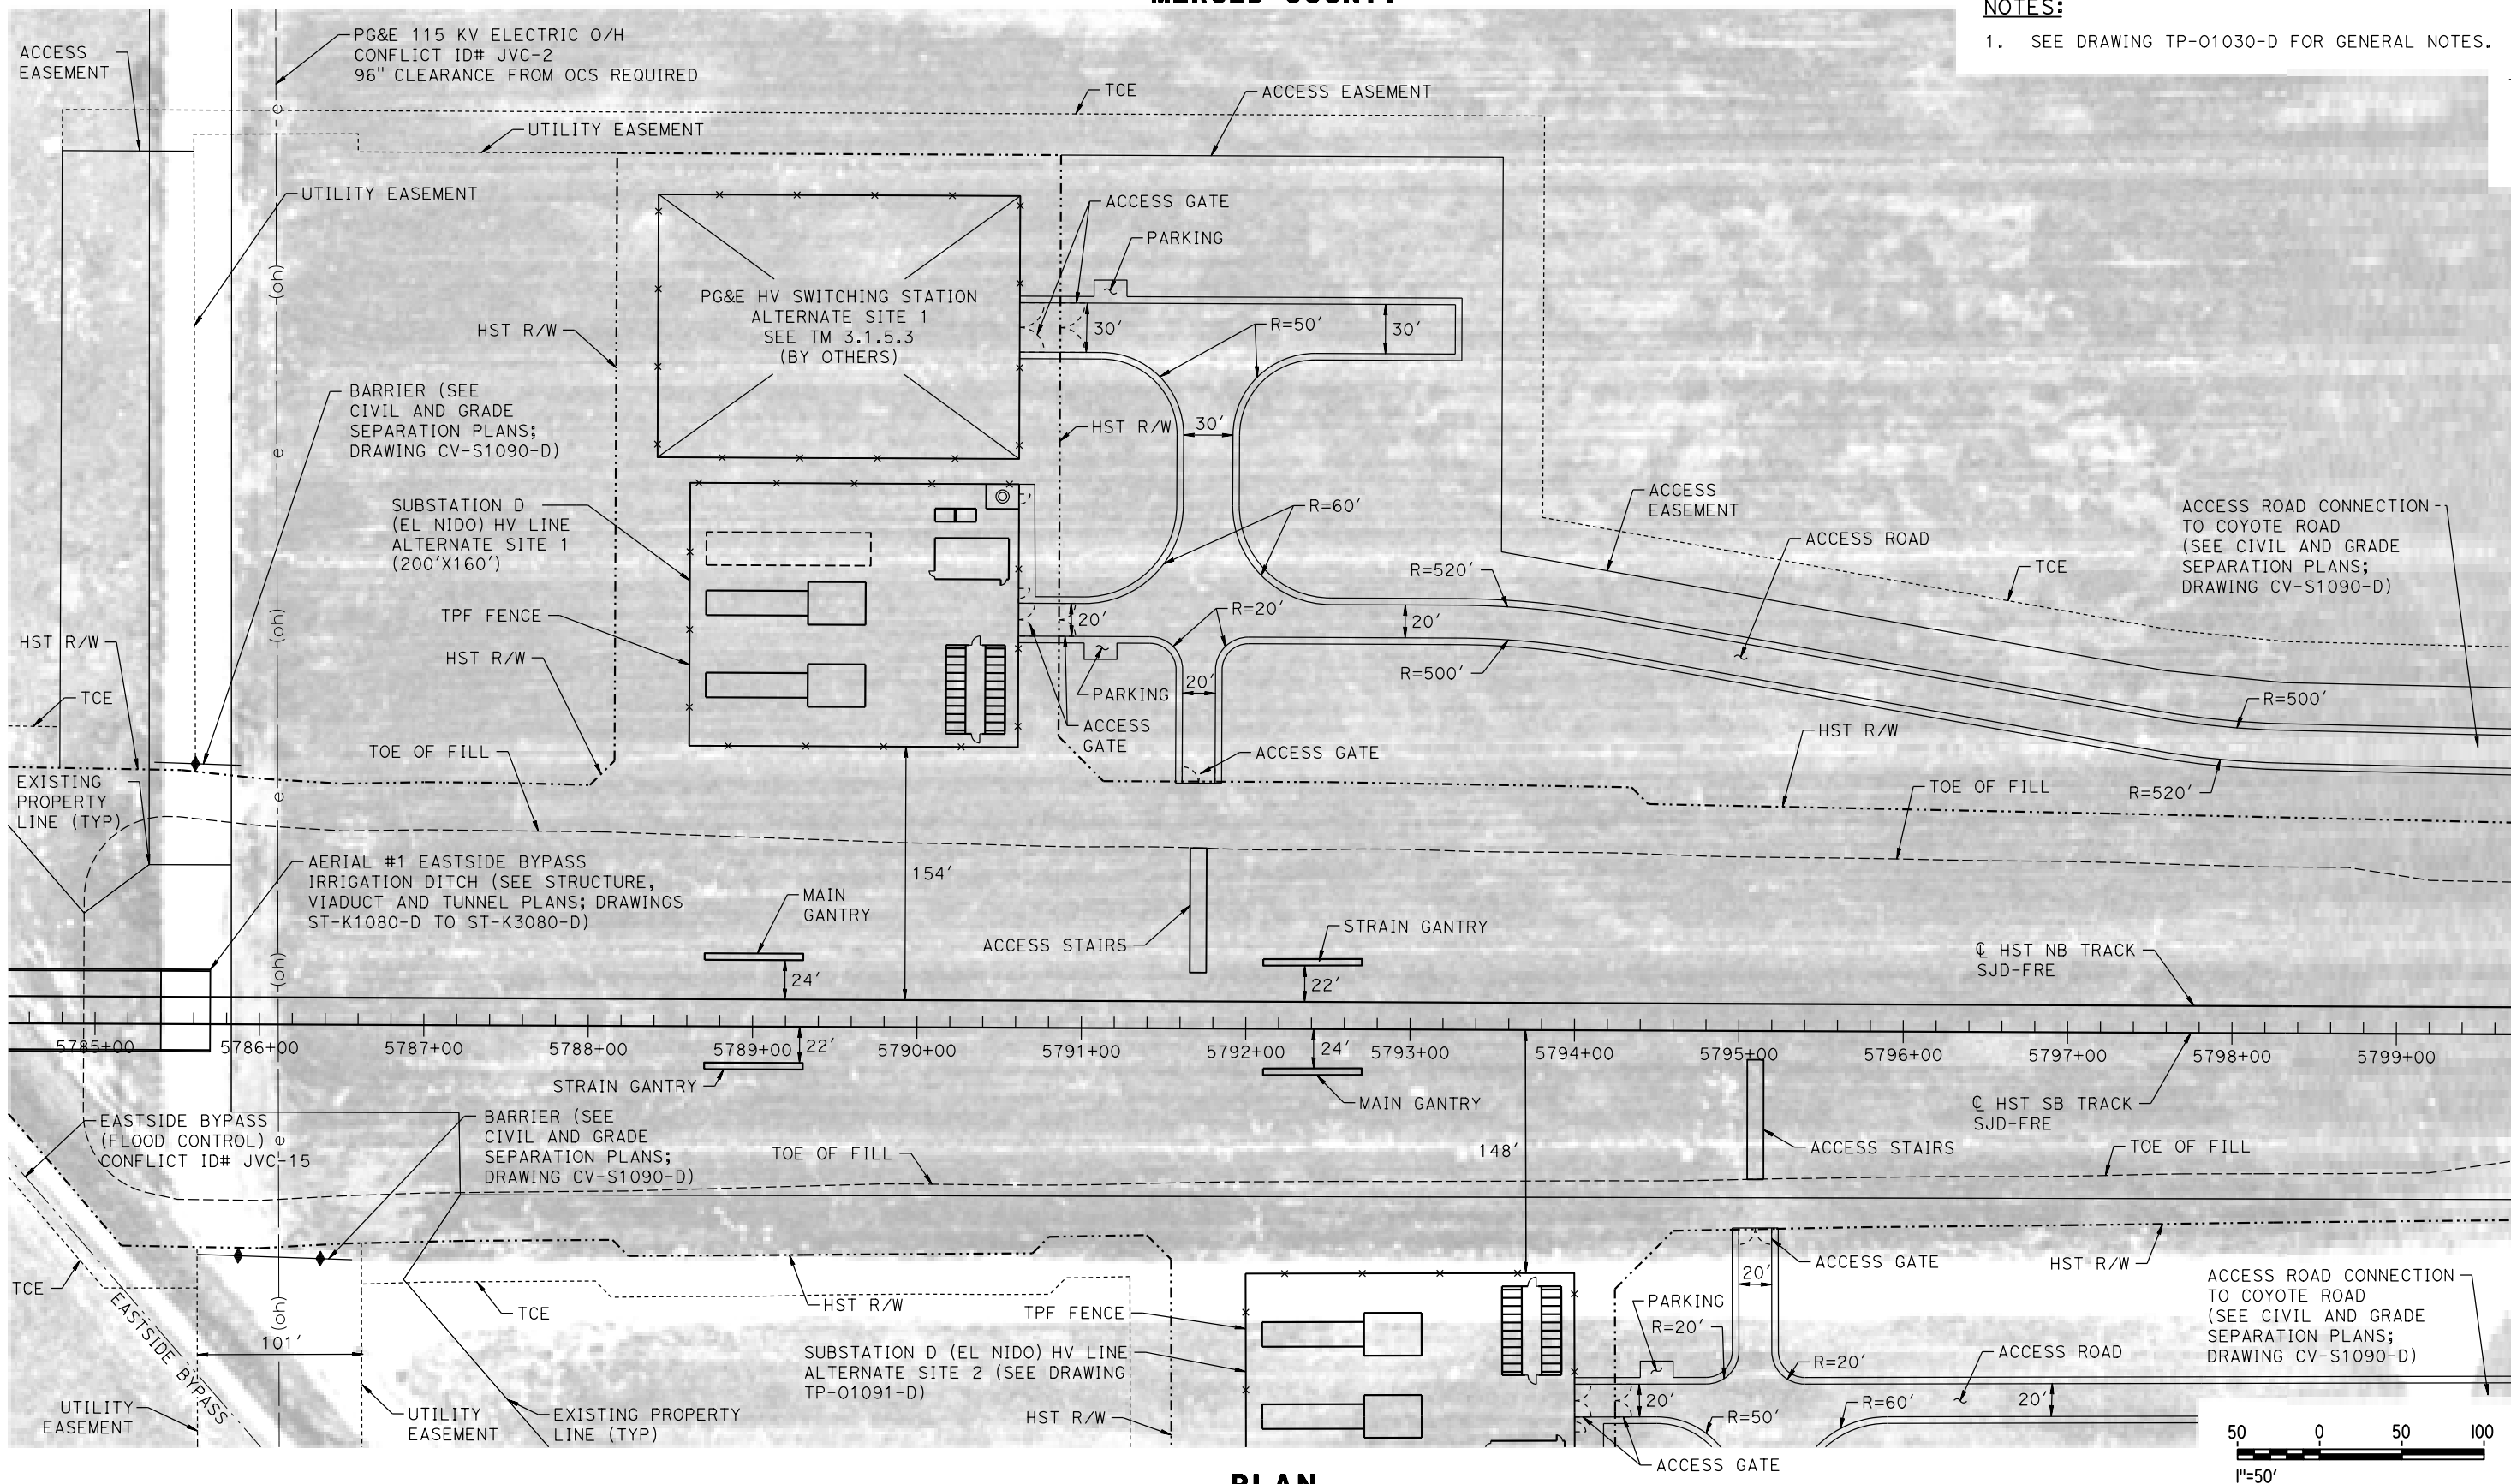 MERCED COUNTY
NOTES:
1. SEE DRAWING TP-O1030-D FOR GENERAL NOTES.
ACCESS
EASEMENT
PG&E 115 KV ELECTRIC O/H
CONFLICT ID# JVC-2
96" CLEARANCE FROM OCS REQUIRED
TCE
ACCESS EASEMENT
UTILITY EASEMENT
UTILITY EASEMENT
ACCESS GATE
PARKING
PG&E HV SWITCHING STATION
ALTERNATE SITE 1
SEE TM 3.1.5.3
(BY OTHERS)
HST R/W
30'
R=50'
30'
BARRIER (SEE
CIVIL AND GRADE
SEPARATION PLANS;
DRAWING CV-S1090-D)
HST R/W
30'
SUBSTATION D
(EL NIDO) HV LINE
ALTERNATE SITE 1
(200'X160')
R=60'
ACCESS
EASEMENT
ACCESS ROAD
ACCESS ROAD CONNECTION
TO COYOTE ROAD
(SEE CIVIL AND GRADE
SEPARATION PLANS;
DRAWING CV-S1090-D)
R=520'
TCE
TPF FENCE
20'
R=20'
20'
HST R/W
HST R/W
R=500'
TCE
PARKING
20'
R=500'
ACCESS
GATE
TOE OF FILL
ACCESS GATE
HST R/W
EXISTING
PROPERTY
LINE (TYP)
TOE OF FILL
R=520'
AERIAL #1 EASTSIDE BYPASS
IRRIGATION DITCH (SEE STRUCTURE,
VIADUCT AND TUNNEL PLANS; DRAWINGS
ST-K1080-D TO ST-K3080-D)
154'
MAIN
GANTRY
ACCESS STAIRS
STRAIN GANTRY
℄ HST NB TRACK
SJD-FRE
24'
22'
e
(oh)
e
(oh)
e
(oh)
e
(oh)
5785+00
5786+00
5787+00
5788+00
5789+00
22'
5790+00
5791+00
5792+00
24'
5793+00
5794+00
5795+00
5796+00
5797+00
5798+00
5799+00
STRAIN GANTRY
MAIN GANTRY
℄ HST SB TRACK
SJD-FRE
EASTSIDE BYPASS
(FLOOD CONTROL)
CONFLICT ID# JVC-15
BARRIER (SEE
CIVIL AND GRADE
SEPARATION PLANS;
DRAWING CV-S1090-D)
TOE OF FILL
148'
ACCESS STAIRS
TOE OF FILL
TCE
EASTSIDE BYPASS
101'
TCE
HST R/W
TPF FENCE
SUBSTATION D (EL NIDO) HV LINE
ALTERNATE SITE 2 (SEE DRAWING
TP-O1091-D)
20'
ACCESS GATE
HST R/W
ACCESS ROAD CONNECTION
TO COYOTE ROAD
(SEE CIVIL AND GRADE
SEPARATION PLANS;
DRAWING CV-S1090-D)
PARKING
R=20'
R=20'
ACCESS ROAD
UTILITY
EASEMENT
UTILITY
EASEMENT
EXISTING PROPERTY
LINE (TYP)
HST R/W
20'
R=50'
R=60'
20'
ACCESS GATE
50 0 50 100
1"=50'
PLAN